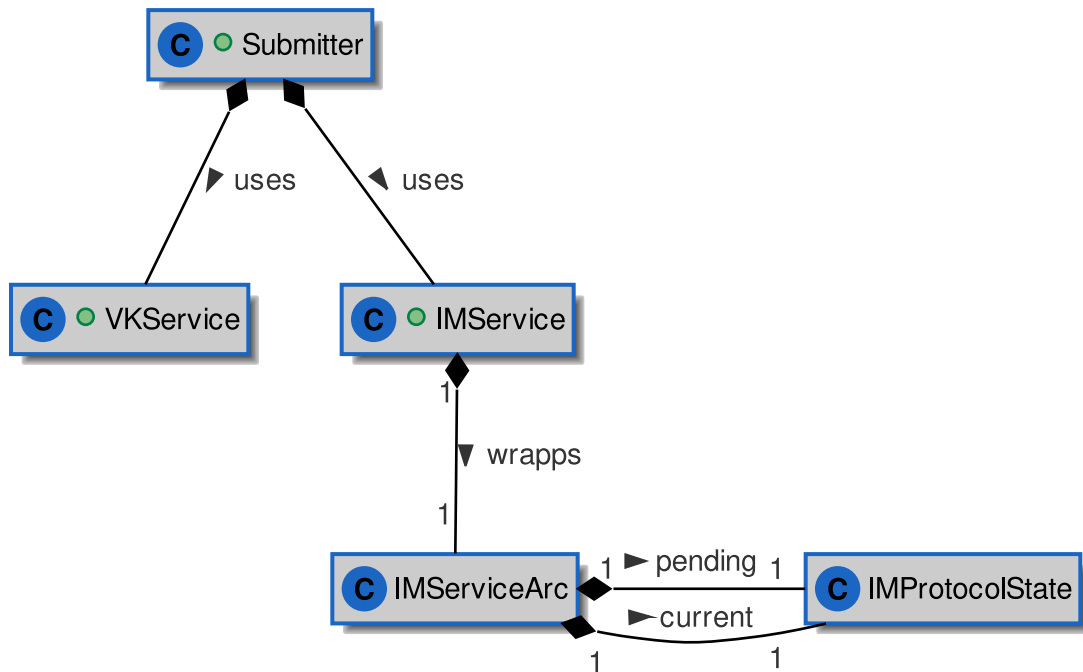 C Submitter
uses
uses
C VKService
C IMService
1
wrapps
1
C IMServiceArc
1 pending 1
C IMProtocolState
current
1 1